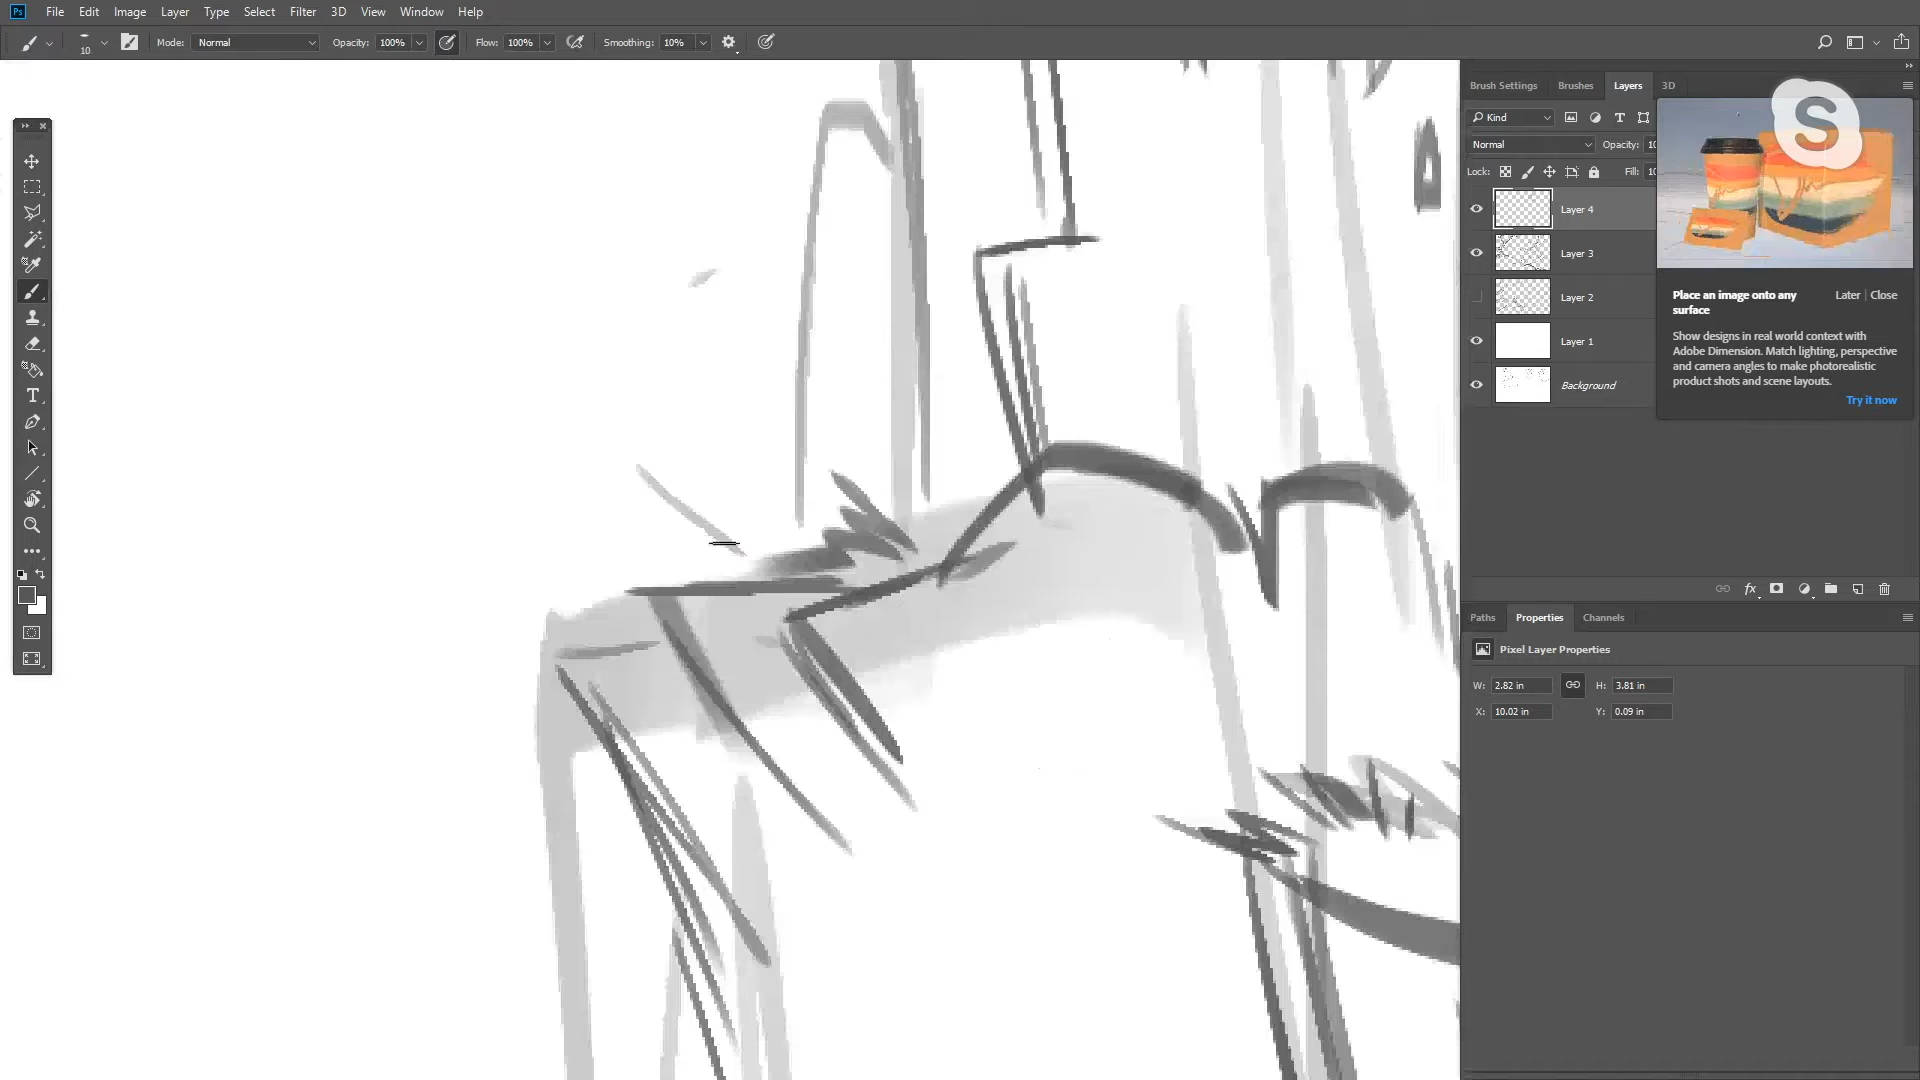 Ps File Edit Image Layer Type Select Filter 3D View Window Help
10 Mode: Normal Opacity: 100% Flow: 100% Smoothing: 10%
Brush Settings Brushes Layers 3D
Kind
Normal Opacity: 10
Lock: Fill: 10
Layer 4
Layer 3
Layer 2
Layer 1
Background
S
Place an image onto any surface Later | Close
Show designs in real world context with
Adobe Dimension. Match lighting, perspective
and camera angles to make photorealistic
product shots and scene layouts.
Try it now
fx
Paths Properties Channels
Pixel Layer Properties
W: 2.82 in H: 3.81 in
X: 10.02 in Y: 0.09 in